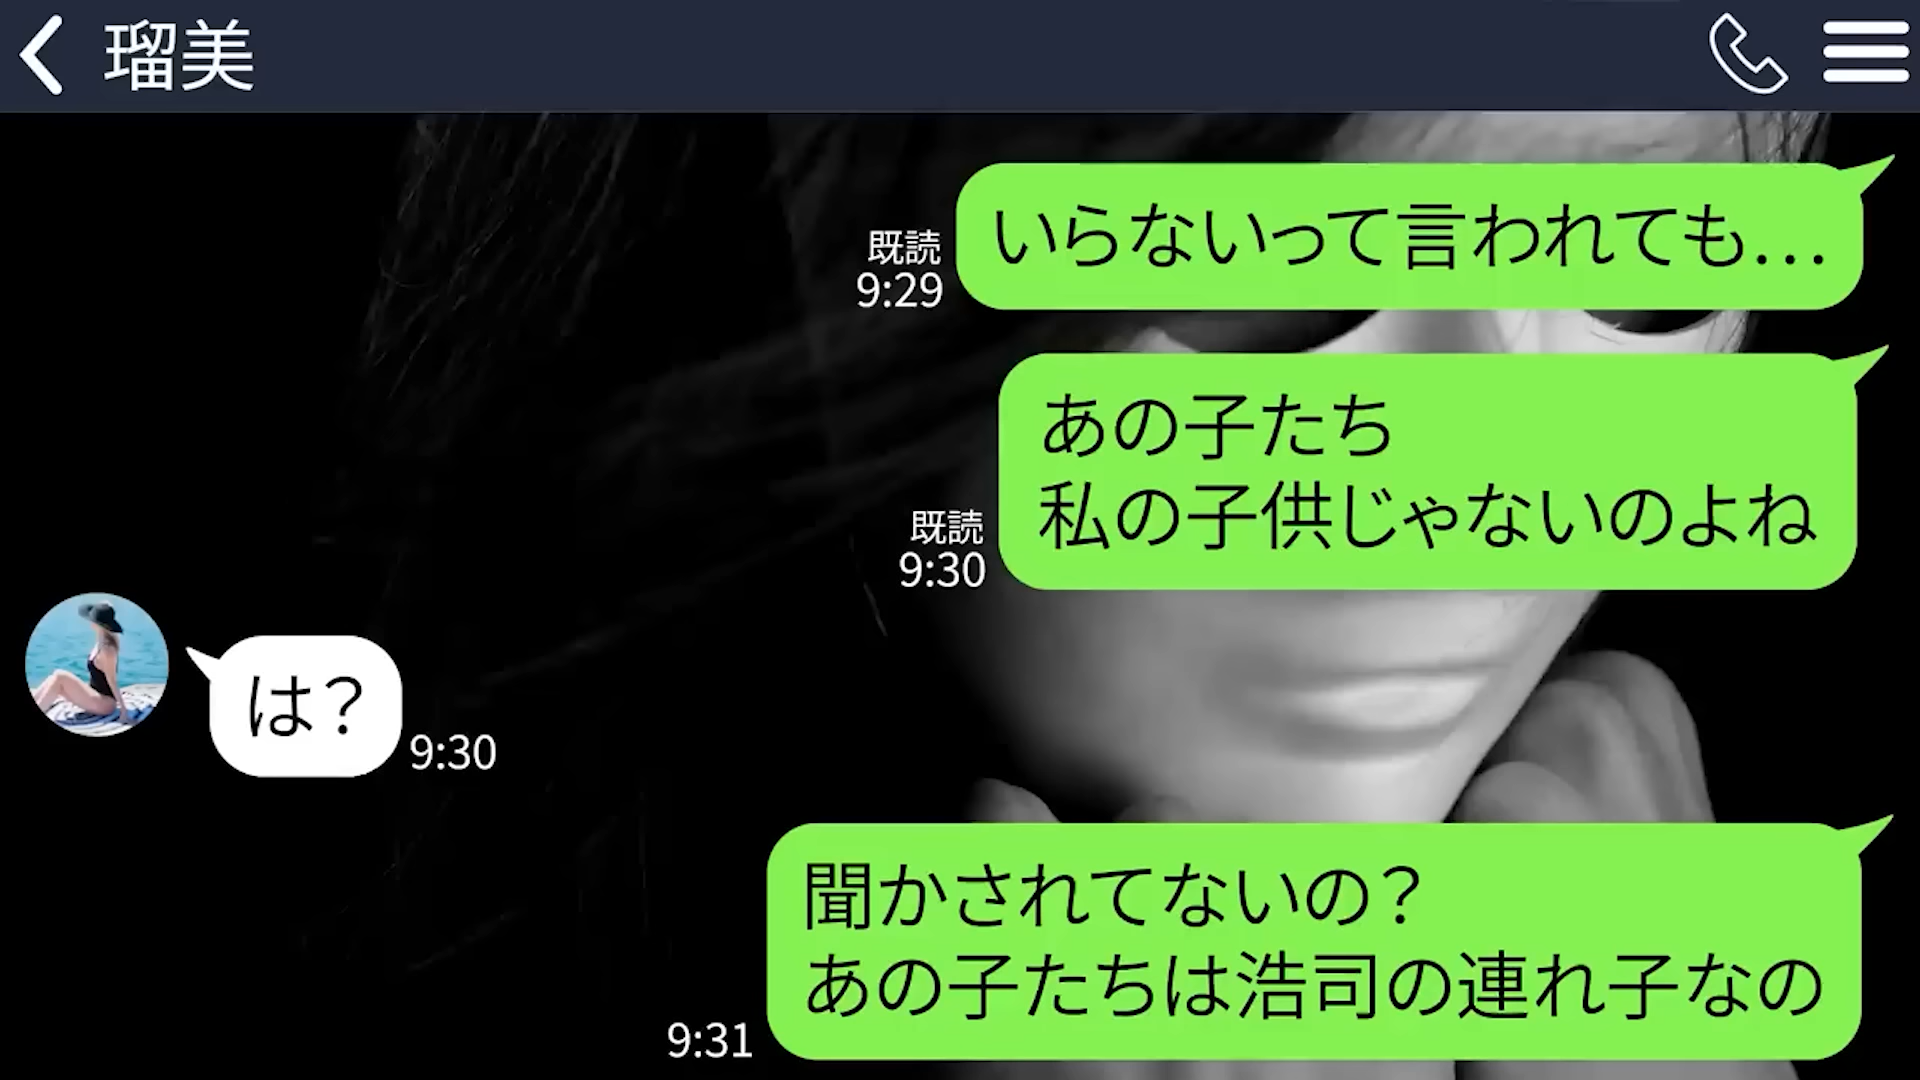 瑠美
いらないって言われても...
既読
9:29
あの子たち
私の子供じゃないのよね
既読
9:30
は?
9:30
聞かされてないの?
あの子たちは浩司の連れ子なの
9:31